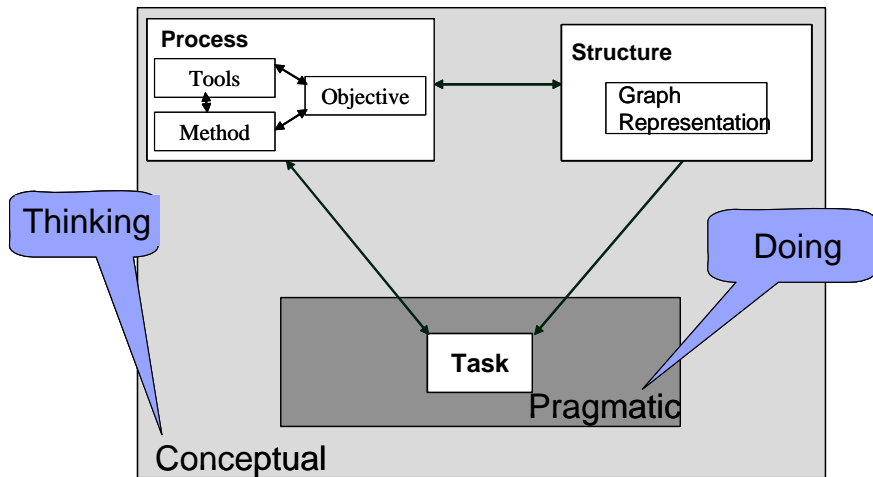 Process
Tools
Objective
Method
Structure
Graph
Representation
Thinking
Doing
Task
Pragmatic
Conceptual